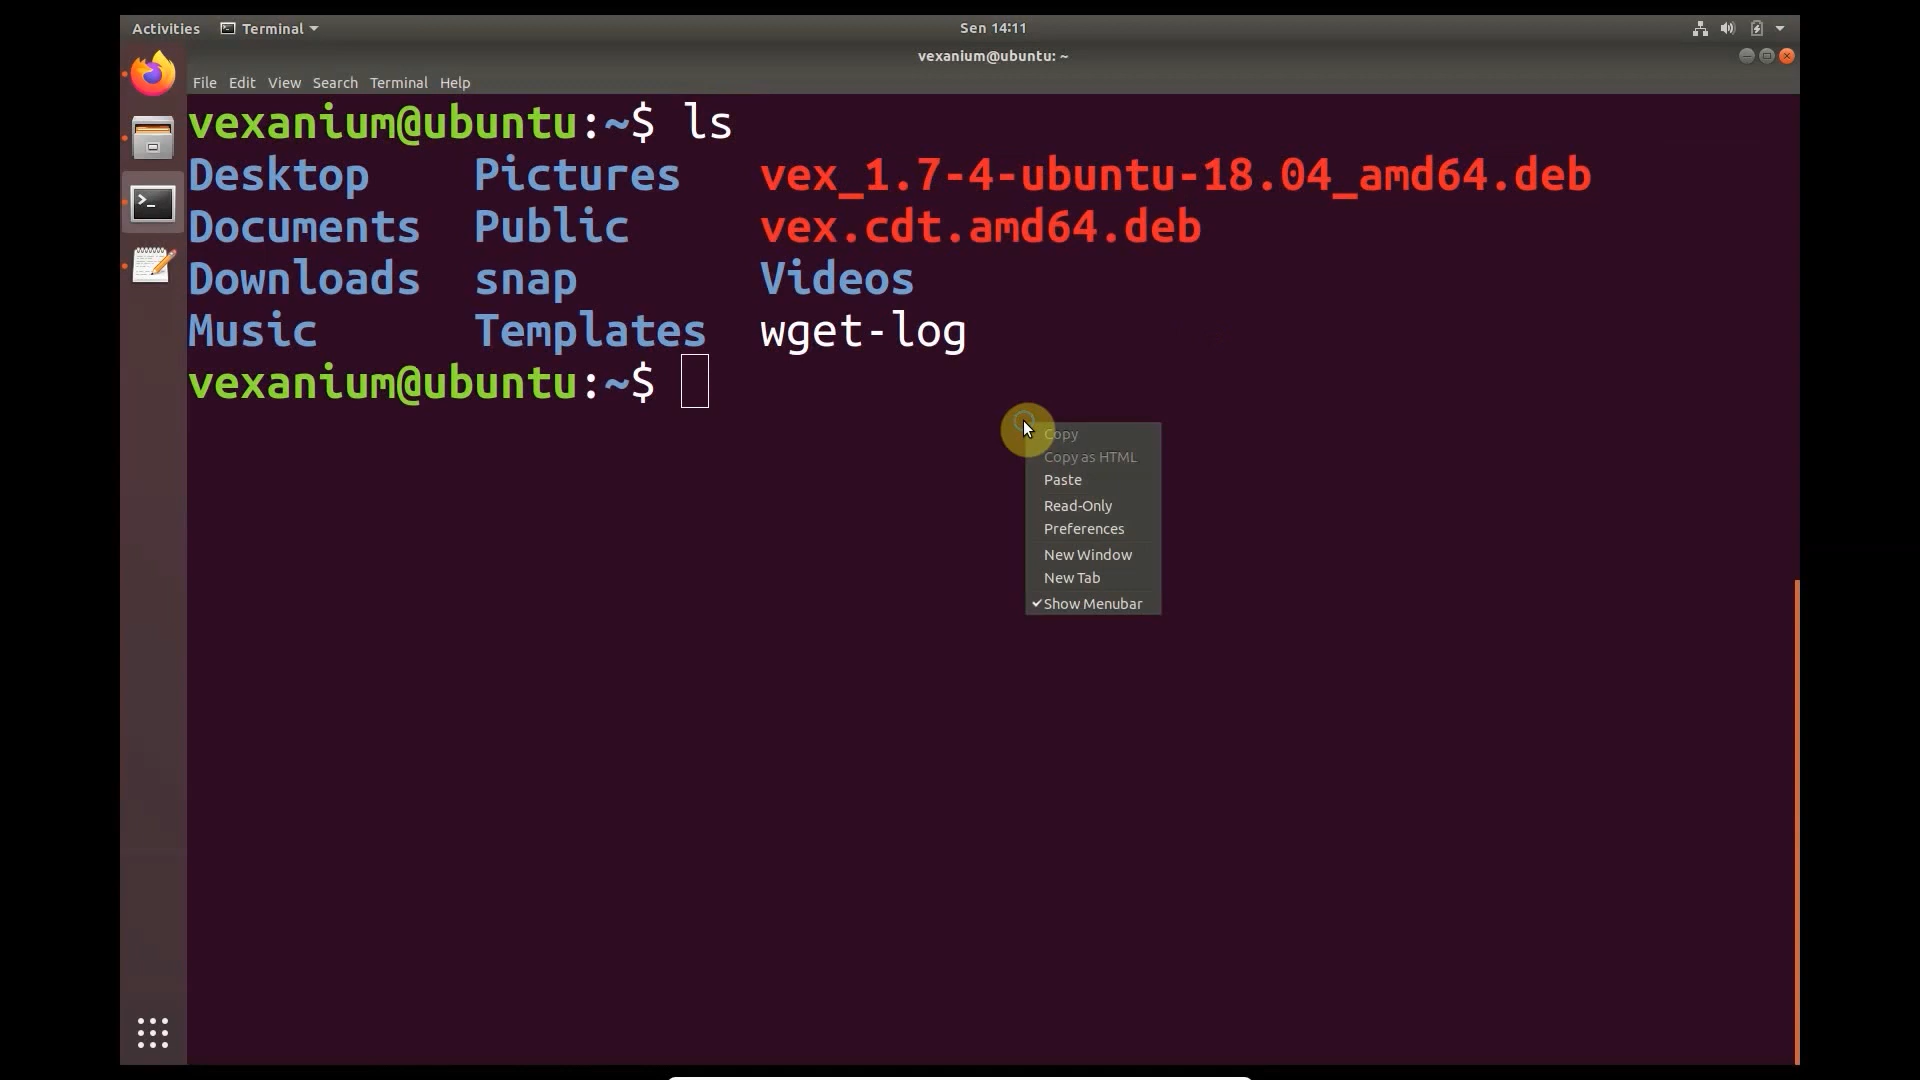 Activities Terminal Sen 14:11
vexanium@ubuntu: ~
File Edit View Search Terminal Help
vexanium@ubuntu:~$ ls
Desktop Pictures vex_1.7-4-ubuntu-18.04_amd64.deb
Documents Public vex.cdt.amd64.deb
Downloads snap Videos
Music Templates wget-log
vexanium@ubuntu:~$
Copy
Copy as HTML
Paste
Read-Only
Preferences
New Window
New Tab
Show Menubar